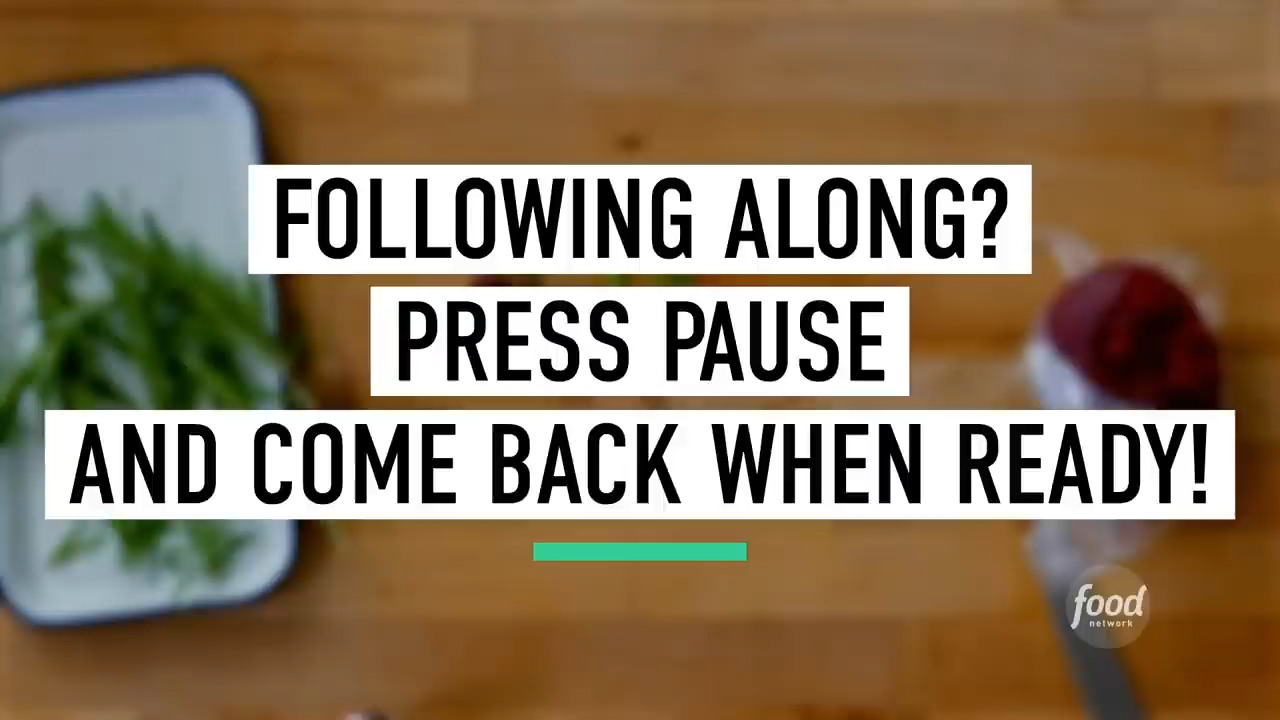 FOLLOWING ALONG?
PRESS PAUSE
AND COME BACK WHEN READY!
food
network